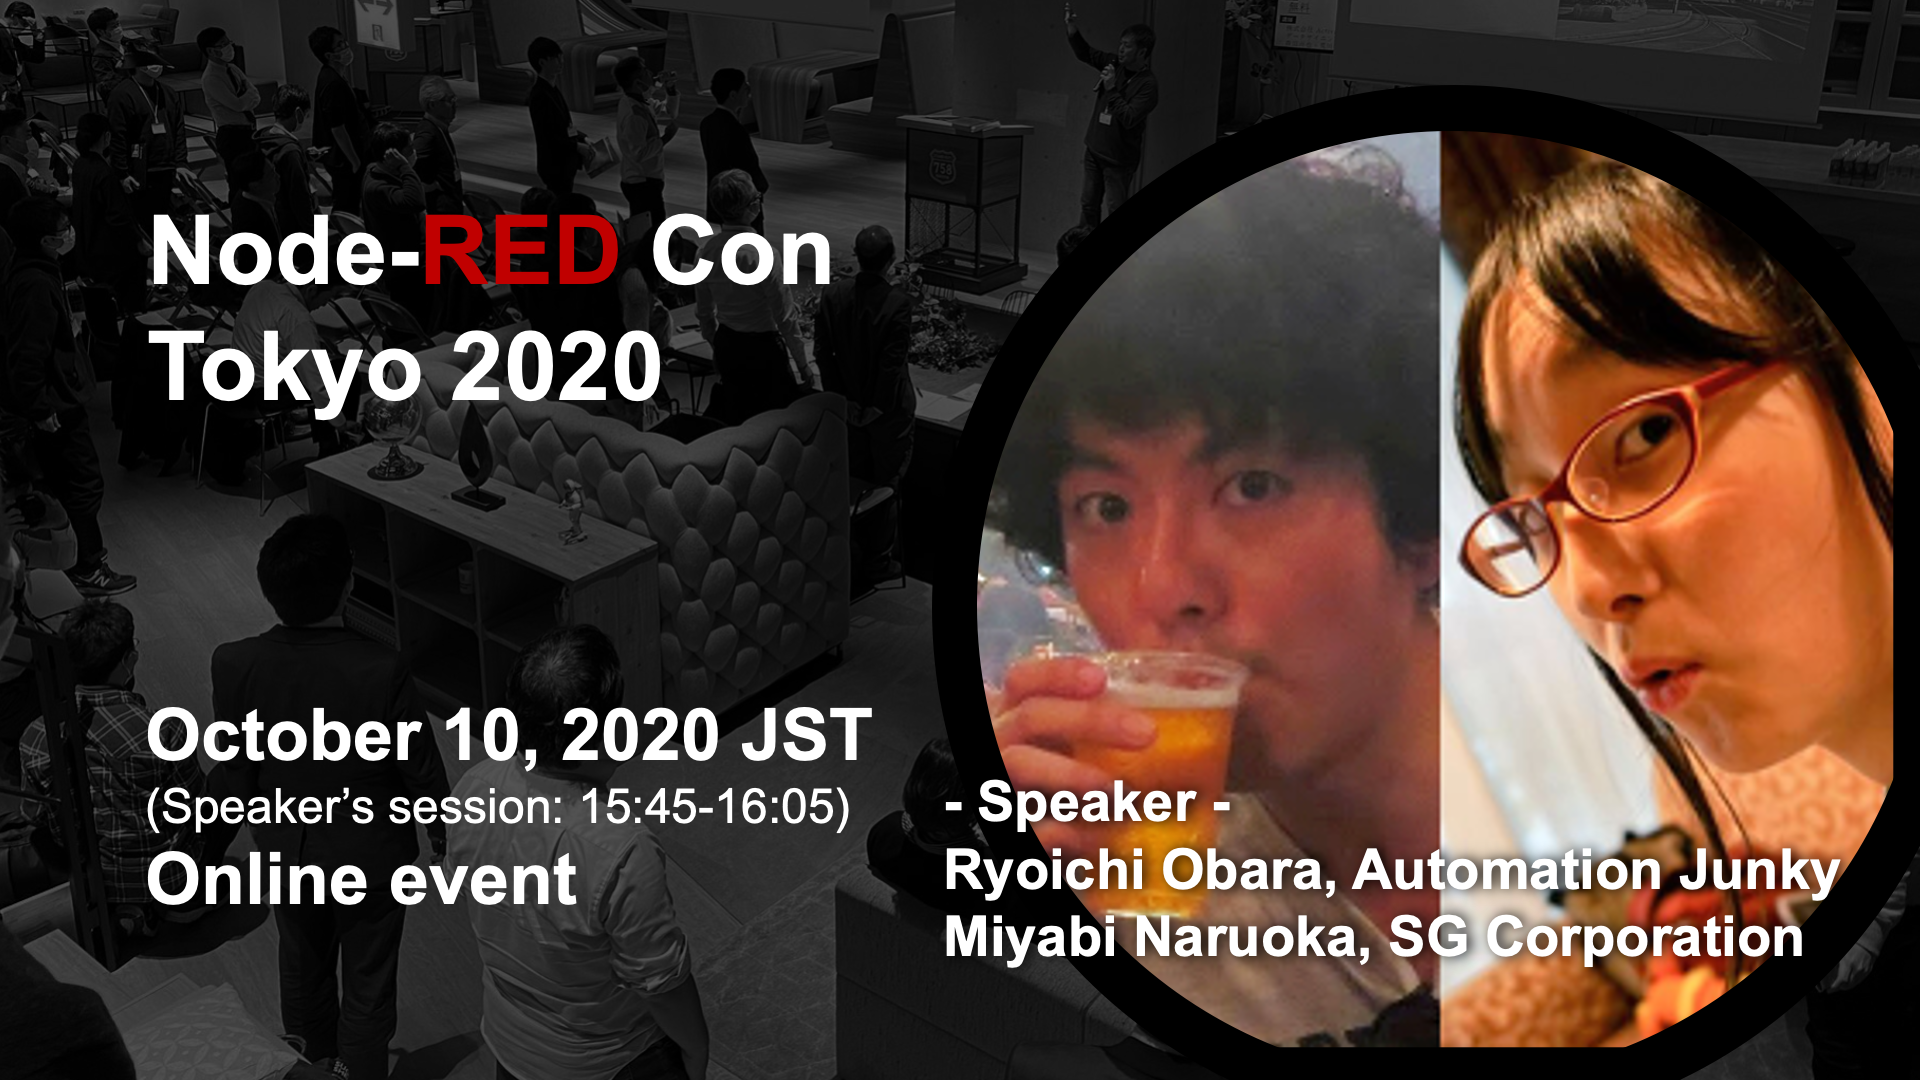 Node-RED Con
Tokyo 2020
October 10, 2020 JST
(Speaker’s session: 15:45-16:05)
Online event
- Speaker -
Ryoichi Obara, Automation Junky
Miyabi Naruoka, SG Corporation
758